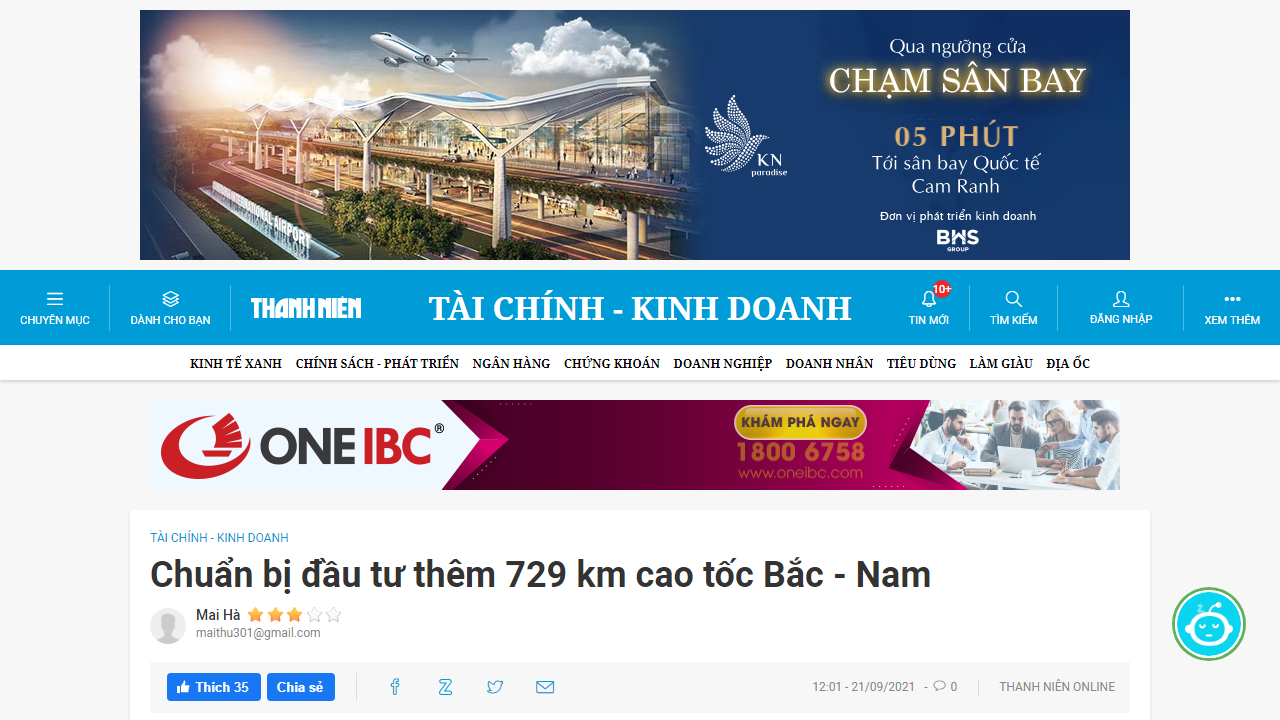 Qua ngưỡng cửa
CHẠM SÂN BAY
05 PHÚT
Tới sân bay Quốc tế
Cam Ranh
Đơn vị phát triển kinh doanh
BHS
GROUP
KN
paradise
INTERNATIONAL AIRPORT
CHUYÊN MỤC
DÀNH CHO BẠN
THANH NIÊN
TÀI CHÍNH - KINH DOANH
10+
TIN MỚI
TÌM KIẾM
ĐĂNG NHẬP
XEM THÊM
KINH TẾ XANH CHÍNH SÁCH - PHÁT TRIỂN NGÂN HÀNG CHỨNG KHOÁN DOANH NGHIỆP DOANH NHÂN TIÊU DÙNG LÀM GIÀU ĐỊA ỐC
ONE IBC®
KHÁM PHÁ NGAY
1800 6758
www.oneibc.com
TÀI CHÍNH - KINH DOANH
Chuẩn bị đầu tư thêm 729 km cao tốc Bắc - Nam
Mai Hà
maithu301@gmail.com
Thích 35 Chia sẻ
12:01 - 21/09/2021 - 0 THANH NIÊN ONLINE